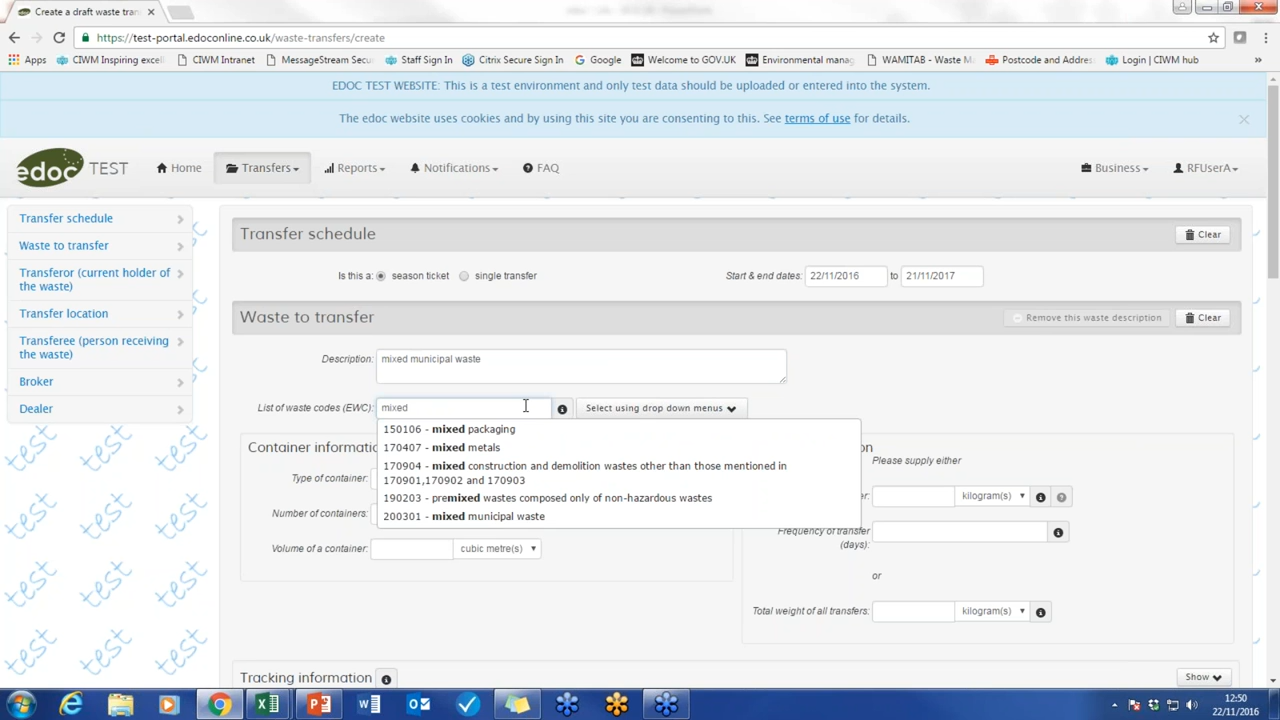 Create a draft waste tran
https://test-portal.edoconline.co.uk/waste-transfers/create
Apps CIWM Inspiring excel CIWM Intranet MessageStream Secu Staff Sign In Citrix Secure Sign In Google Welcome to GOV.UK Environmental manag WAMITAB - Waste M Postcode and Addres Login | CIWM hub »
EDOC TEST WEBSITE: This is a test environment and only test data should be uploaded or entered into the system.
The edoc website uses cookies and by using this site you are consenting to this. See terms of use for details.
edoc TEST Home Transfers Reports Notifications FAQ Business RFUserA
Transfer schedule
Waste to transfer
Transferor (current holder of
the waste)
Transfer location
Transferee (person receiving
the waste)
Broker
Dealer
Transfer schedule Clear
Is this a: season ticket single transfer Start & end dates: 22/11/2016 to 21/11/2017
Waste to transfer Remove this waste description Clear
Description: mixed municipal waste
List of waste codes (EWC): mixed Select using drop down menus
150106 - mixed packaging
170407 - mixed metals
170904 - mixed construction and demolition wastes other than those mentioned in
170901,170902 and 170903
190203 - premixed wastes composed only of non-hazardous wastes
200301 - mixed municipal waste
Container informati
Type of container:
Number of containers:
Volume of a container: cubic metre(s)
Please supply either
kilogram(s)
Frequency of transfer
(days):
or
Total weight of all transfers: kilogram(s)
Tracking information Show
test
test
test
test
test
test
12:50
22/11/2016